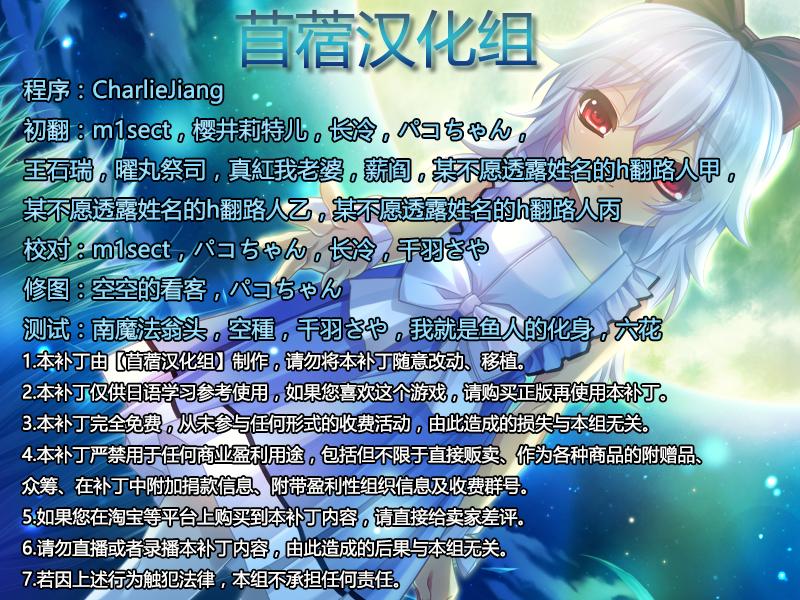 苜蓿汉化组
程序：CharlieJiang
初翻：m1sect，樱井莉特儿，长冷，パコちゃん，
王石瑞，曜丸祭司，真紅我老婆，薪阎，某不愿透露姓名的h翻路人甲，
某不愿透露姓名的h翻路人乙，某不愿透露姓名的h翻路人丙
校对：m1sect，パコちゃん，长冷，千羽さや
修图：空空的看客，パコちゃん
测试：南魔法翁头，空種，千羽さや，我就是鱼人的化身，六花
1.本补丁由【苜蓿汉化组】制作，请勿将本补丁随意改动、移植。
2.本补丁仅供日语学习参考使用，如果您喜欢这个游戏，请购买正版再使用本补丁。
3.本补丁完全免费，从未参与任何形式的收费活动，由此造成的损失与本组无关。
4.本补丁严禁用于任何商业盈利用途，包括但不限于直接贩卖、作为各种商品的附赠品、
众筹、在补丁中附加捐款信息、附带盈利性组织信息及收费群号。
5.如果您在淘宝等平台上购买到本补丁内容，请直接给卖家差评。
6.请勿直播或者录播本补丁内容，由此造成的后果与本组无关。
7.若因上述行为触犯法律，本组不承担任何责任。